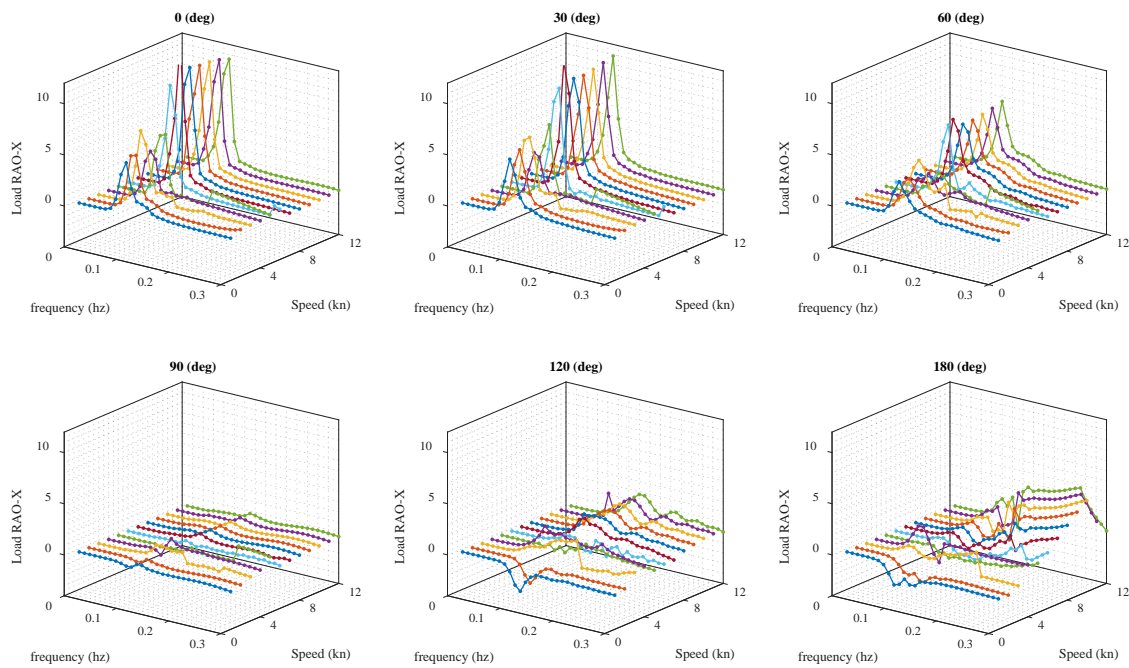 0 (deg)
30 (deg)
60 (deg)
Load RAO-X
10
5
0
0
0.1
0.2
0.3
0
4
8
12
frequency (hz)
Speed (kn)
Load RAO-X
10
5
0
0
0.1
0.2
0.3
0
4
8
12
frequency (hz)
Speed (kn)
Load RAO-X
10
5
0
0
0.1
0.2
0.3
0
4
8
12
frequency (hz)
Speed (kn)
90 (deg)
120 (deg)
180 (deg)
Load RAO-X
10
5
0
0
0.1
0.2
0.3
0
4
8
12
frequency (hz)
Speed (kn)
Load RAO-X
10
5
0
0
0.1
0.2
0.3
0
4
8
12
frequency (hz)
Speed (kn)
Load RAO-X
10
5
0
0
0.1
0.2
0.3
0
4
8
12
frequency (hz)
Speed (kn)